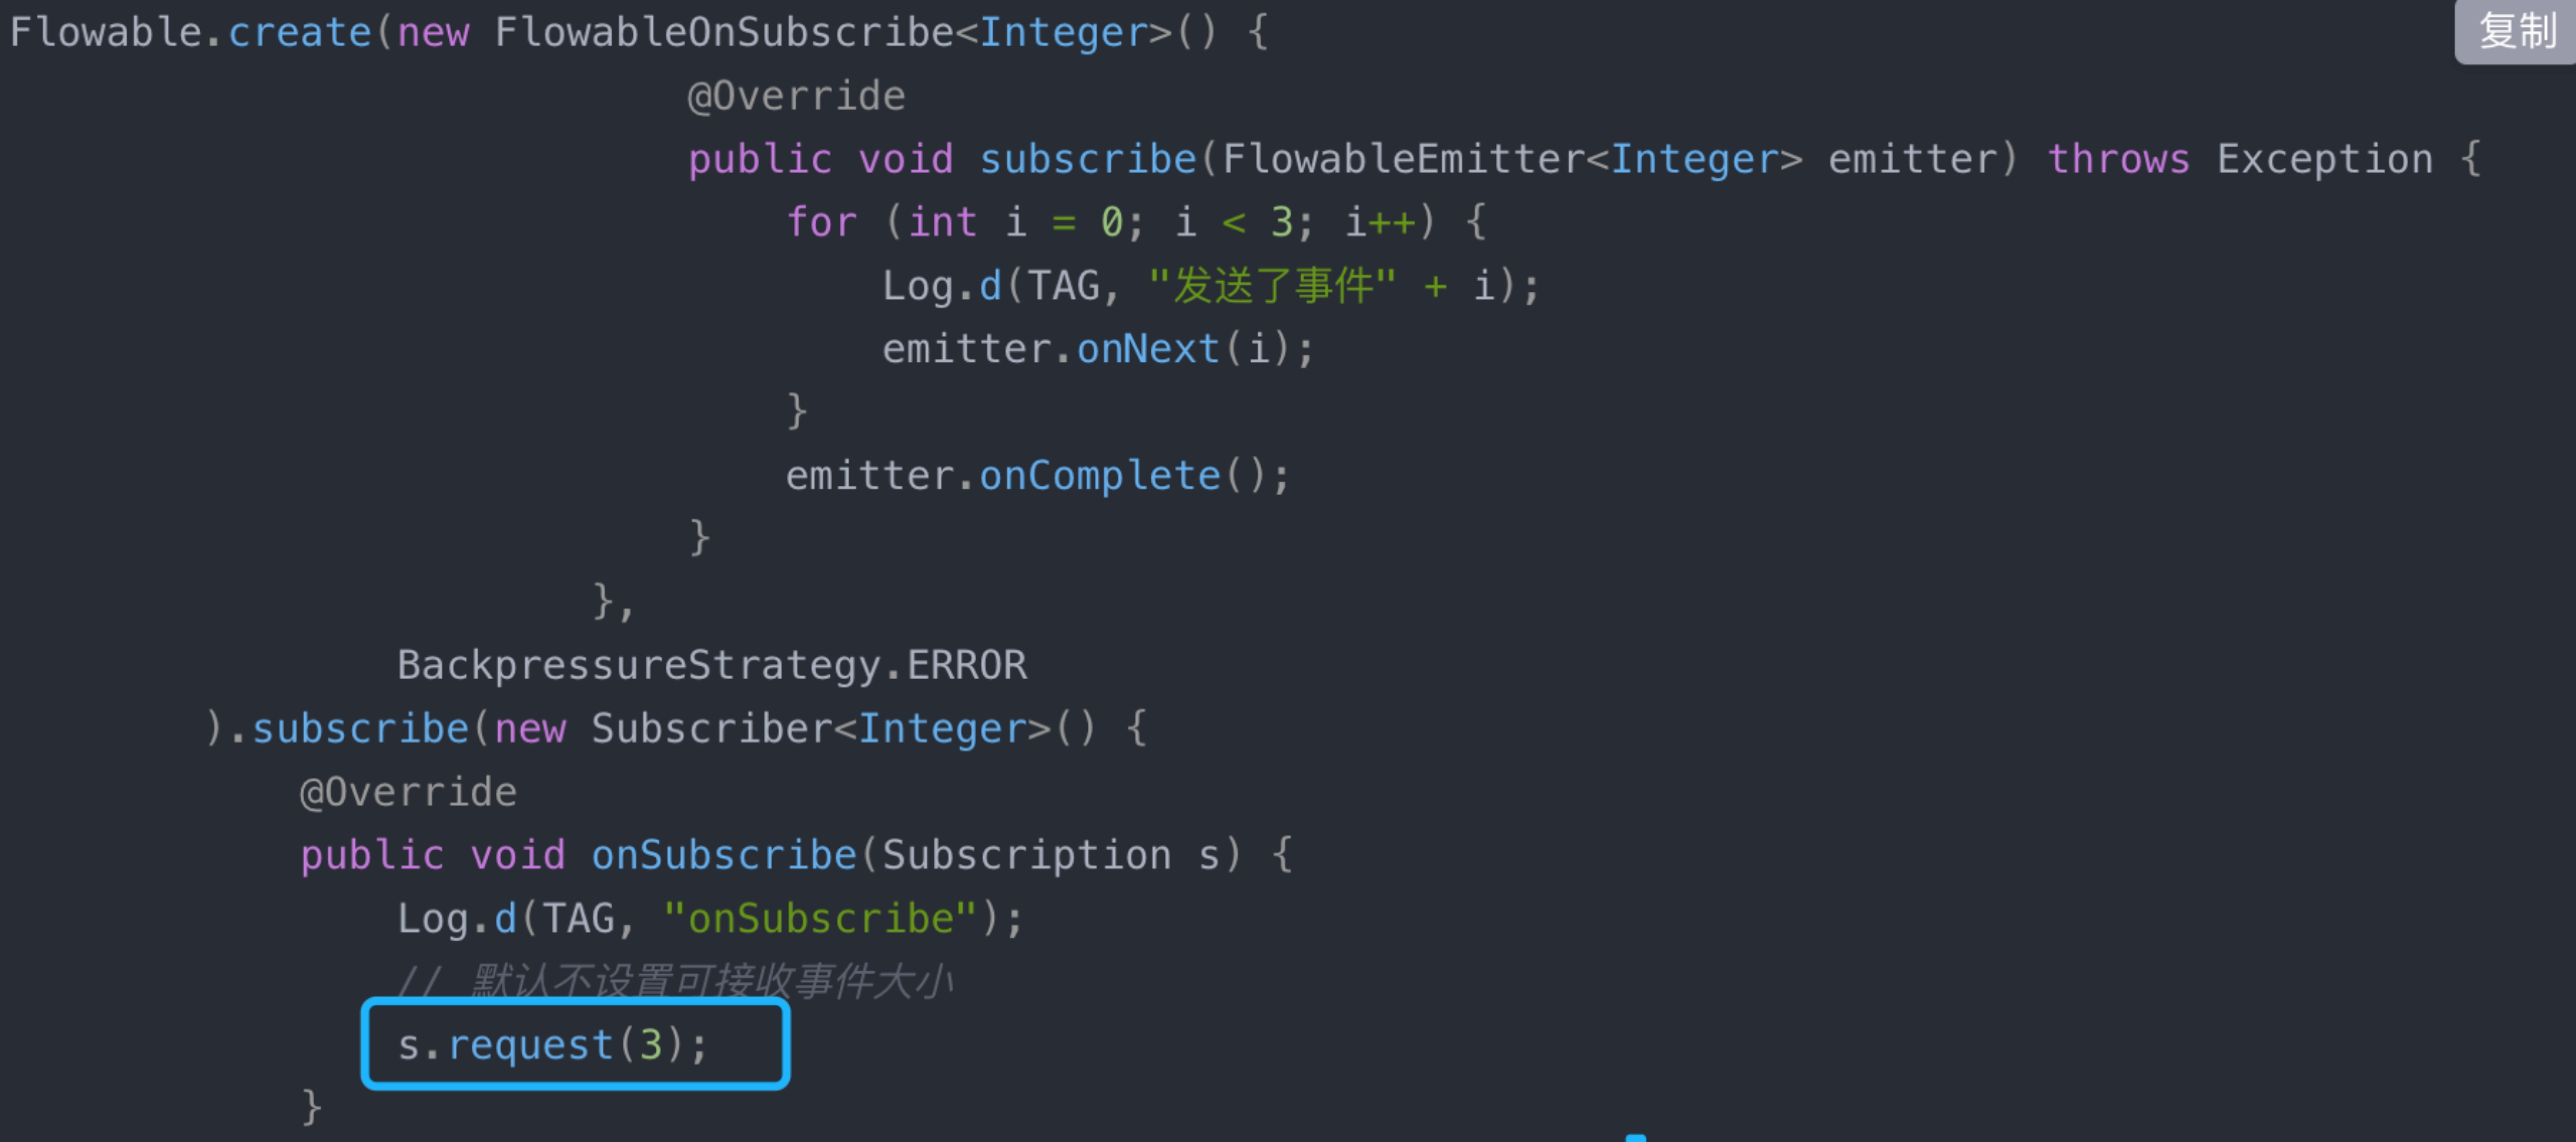 Flowable.create(new FlowableOnSubscribe<Integer>() {
复制
@Override
public void subscribe(FlowableEmitter<Integer> emitter) throws Exception {
for (int i = 0; i < 3; i++) {
Log.d(TAG, "发送了事件" + i);
emitter.onNext(i);
}
emitter.onComplete();
}
},
BackpressureStrategy.ERROR
).subscribe(new Subscriber<Integer>() {
@Override
public void onSubscribe(Subscription s) {
Log.d(TAG, "onSubscribe");
// 默认不设置可接收事件大小
s.request(3);
}